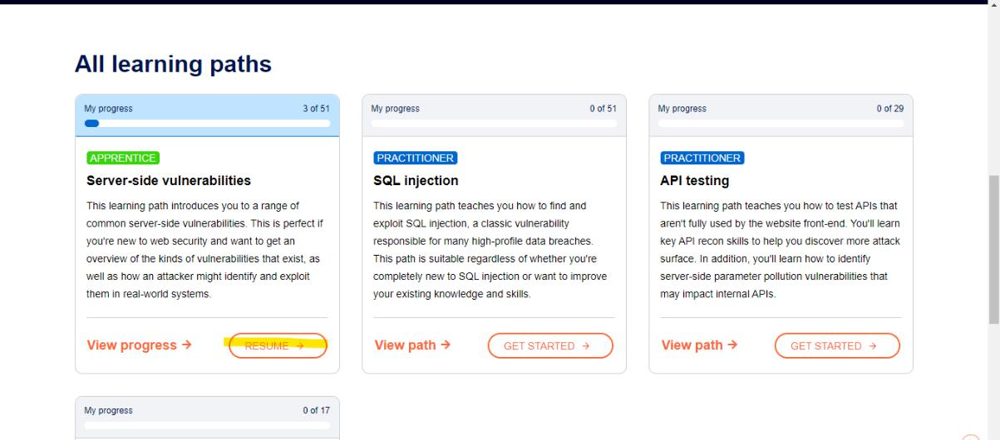 All learning paths
My progress 3 of 51
APPRENTICE
Server-side vulnerabilities
This learning path introduces you to a range of
common server-side vulnerabilities. This is perfect if
you're new to web security and want to get an
overview of the kinds of vulnerabilities that exist, as
well as how an attacker might identify and exploit
them in real-world systems.
View progress → RESUME →
My progress 0 of 51
PRACTITIONER
SQL injection
This learning path teaches you how to find and
exploit SQL injection, a classic vulnerability
responsible for many high-profile data breaches.
This path is suitable regardless of whether you're
completely new to SQL injection or want to improve
your existing knowledge and skills.
View path → GET STARTED →
My progress 0 of 29
PRACTITIONER
API testing
This learning path teaches you how to test APIs that
aren't fully used by the website front-end. You'll learn
key API recon skills to help you discover more attack
surface. In addition, you'll learn how to identify
server-side parameter pollution vulnerabilities that
may impact internal APIs.
View path → GET STARTED →
My progress 0 of 17